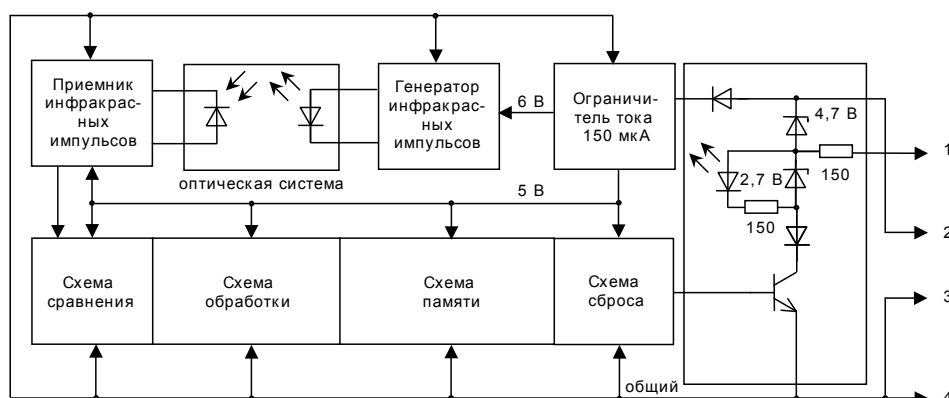 Приемник
инфракрас-
ных
импульсов
оптическая система
Генератор
инфракрас-
ных
импульсов
6 В
Ограничи-
тель тока
150 мкА
4,7 В
2,7 В
150
150
1
2
3
4
5 В
Схема
сравнения
Схема
обработки
Схема
памяти
Схема
сброса
общий